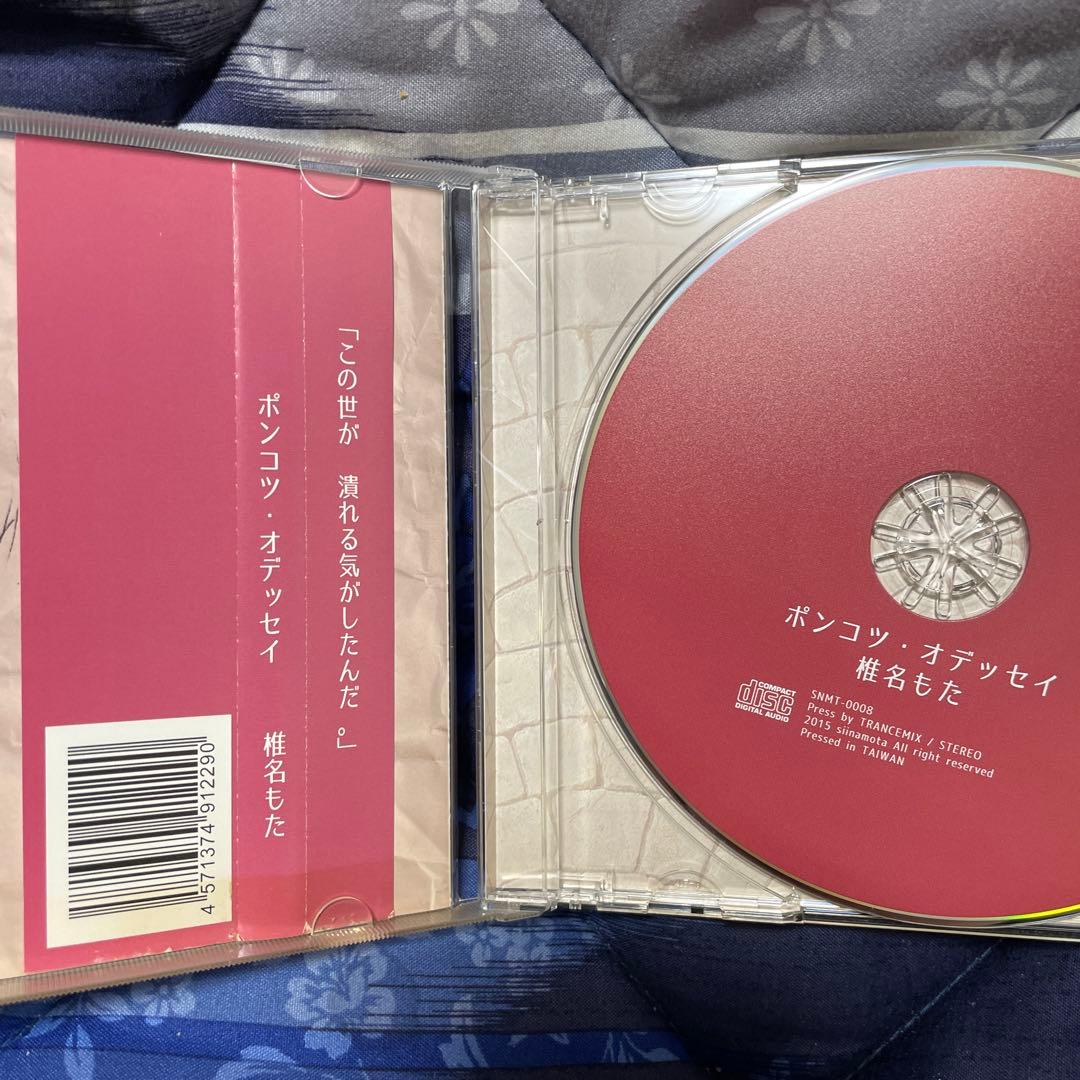 「この世が 潰れる気がしたんだ。」
ポンコツ・オデッセイ 椎名もた
4 571374 912290
ポンコツ・オデッセイ
椎名もた
COMPACT
disc
DIGITAL AUDIO
SNMT-0008
Press by TRANCEMIX / STEREO
2015 siinamota All right reserved
Pressed in TAIWAN